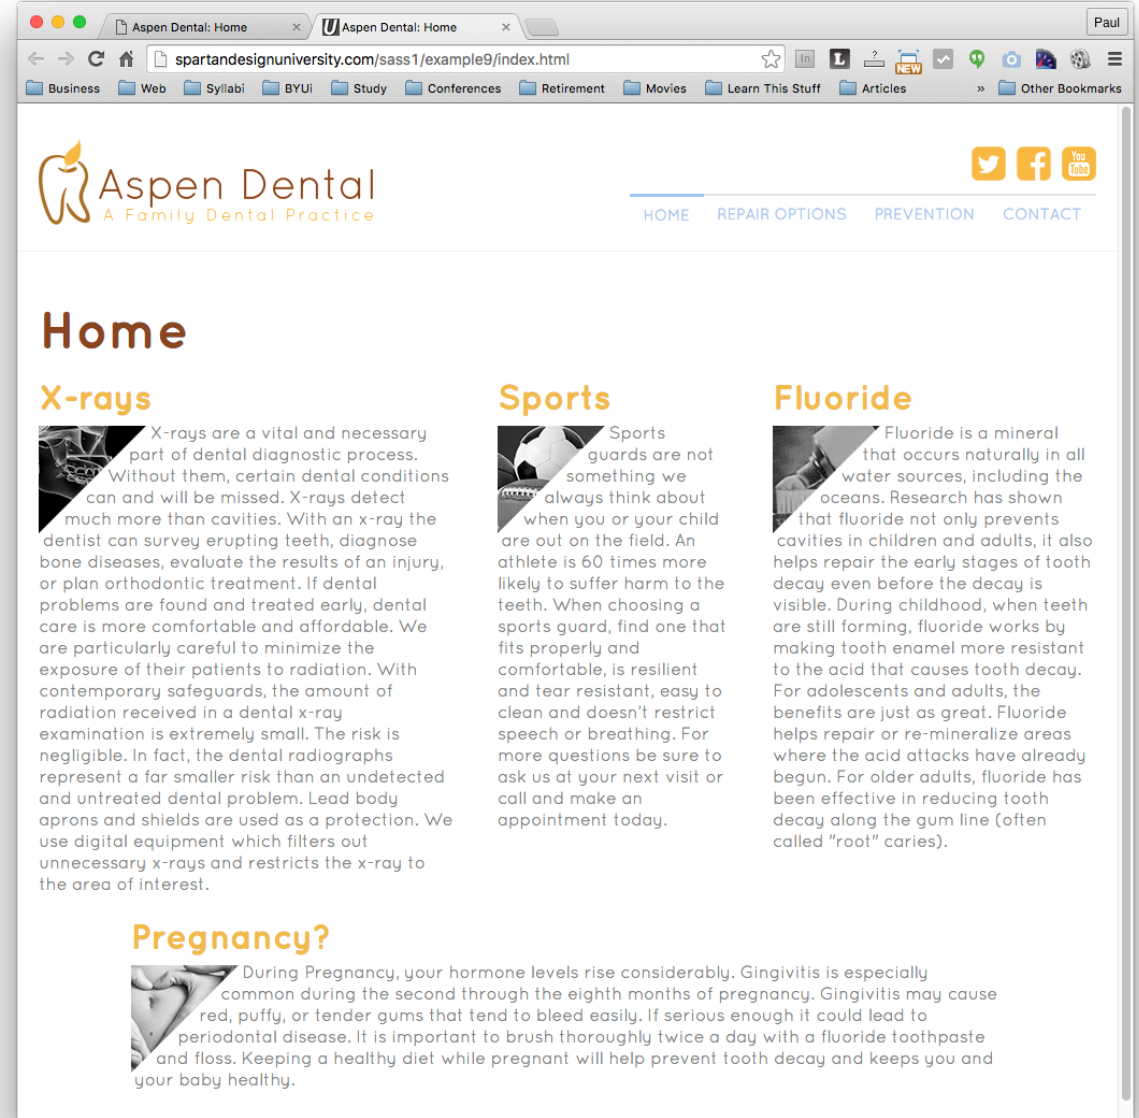 Aspen Dental: Home
Aspen Dental: Home
Paul
spartandesignuniversity.com/sass1/example9/index.html
In
L
?
NEW
Business Web Syllabi BYUi Study Conferences Retirement Movies Learn This Stuff Articles » Other Bookmarks
Aspen Dental
A Family Dental Practice
You
Tube
HOME REPAIR OPTIONS PREVENTION CONTACT
Home
X-rays
X-rays are a vital and necessary
part of dental diagnostic process.
Without them, certain dental conditions
can and will be missed. X-rays detect
much more than cavities. With an x-ray the
dentist can survey erupting teeth, diagnose
bone diseases, evaluate the results of an injury,
or plan orthodontic treatment. If dental
problems are found and treated early, dental
care is more comfortable and affordable. We
are particularly careful to minimize the
exposure of their patients to radiation. With
contemporary safeguards, the amount of
radiation received in a dental x-ray
examination is extremely small. The risk is
negligible. In fact, the dental radiographs
represent a far smaller risk than an undetected
and untreated dental problem. Lead body
aprons and shields are used as a protection. We
use digital equipment which filters out
unnecessary x-rays and restricts the x-ray to
the area of interest.
Sports
Sports
guards are not
something we
always think about
when you or your child
are out on the field. An
athlete is 60 times more
likely to suffer harm to the
teeth. When choosing a
sports guard, find one that
fits properly and
comfortable, is resilient
and tear resistant, easy to
clean and doesn't restrict
speech or breathing. For
more questions be sure to
ask us at your next visit or
call and make an
appointment today.
Fluoride
Fluoride is a mineral
that occurs naturally in all
water sources, including the
oceans. Research has shown
that fluoride not only prevents
cavities in children and adults, it also
helps repair the early stages of tooth
decay even before the decay is
visible. During childhood, when teeth
are still forming, fluoride works by
making tooth enamel more resistant
to the acid that causes tooth decay.
For adolescents and adults, the
benefits are just as great. Fluoride
helps repair or re-mineralize areas
where the acid attacks have already
begun. For older adults, fluoride has
been effective in reducing tooth
decay along the gum line (often
called "root" caries).
Pregnancy?
During Pregnancy, your hormone levels rise considerably. Gingivitis is especially
common during the second through the eighth months of pregnancy. Gingivitis may cause
red, puffy, or tender gums that tend to bleed easily. If serious enough it could lead to
periodontal disease. It is important to brush thoroughly twice a day with a fluoride toothpaste
and floss. Keeping a healthy diet while pregnant will help prevent tooth decay and keeps you and
your baby healthy.